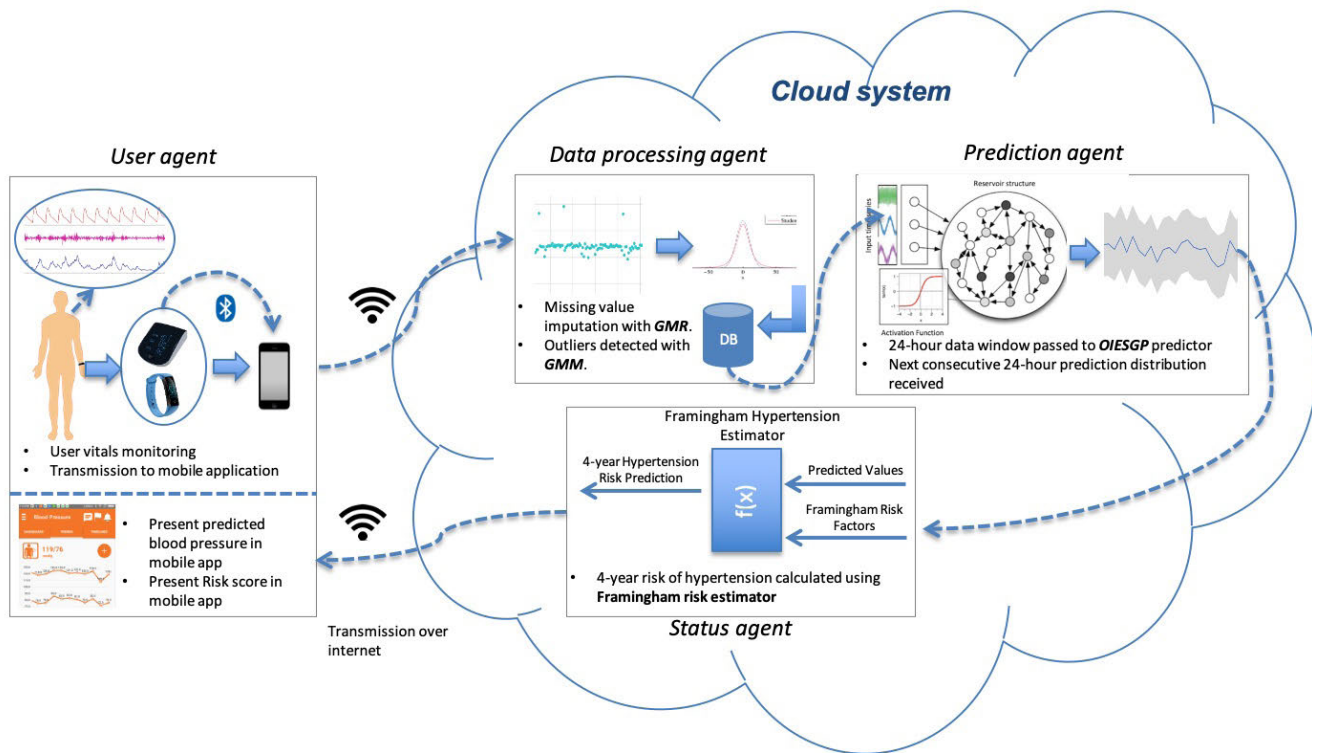 Cloud system
User agent
Data processing agent
Prediction agent
Reservoir structure
Input time series
Activation Function
-50
0
50
DB
• Missing value
imputation with GMR.
• Outliers detected with
GMM.
• 24-hour data window passed to OIESGP predictor
• Next consecutive 24-hour prediction distribution
received
• User vitals monitoring
• Transmission to mobile application
Framingham Hypertension
Estimator
4-year Hypertension
Risk Prediction
f(x)
Predicted Values
Framingham Risk
Factors
• 4-year risk of hypertension calculated using
Framingham risk estimator
Status agent
Blood Pressure
119/76
• Present predicted
blood pressure in
mobile app
• Present Risk score in
mobile app
Transmission over
internet